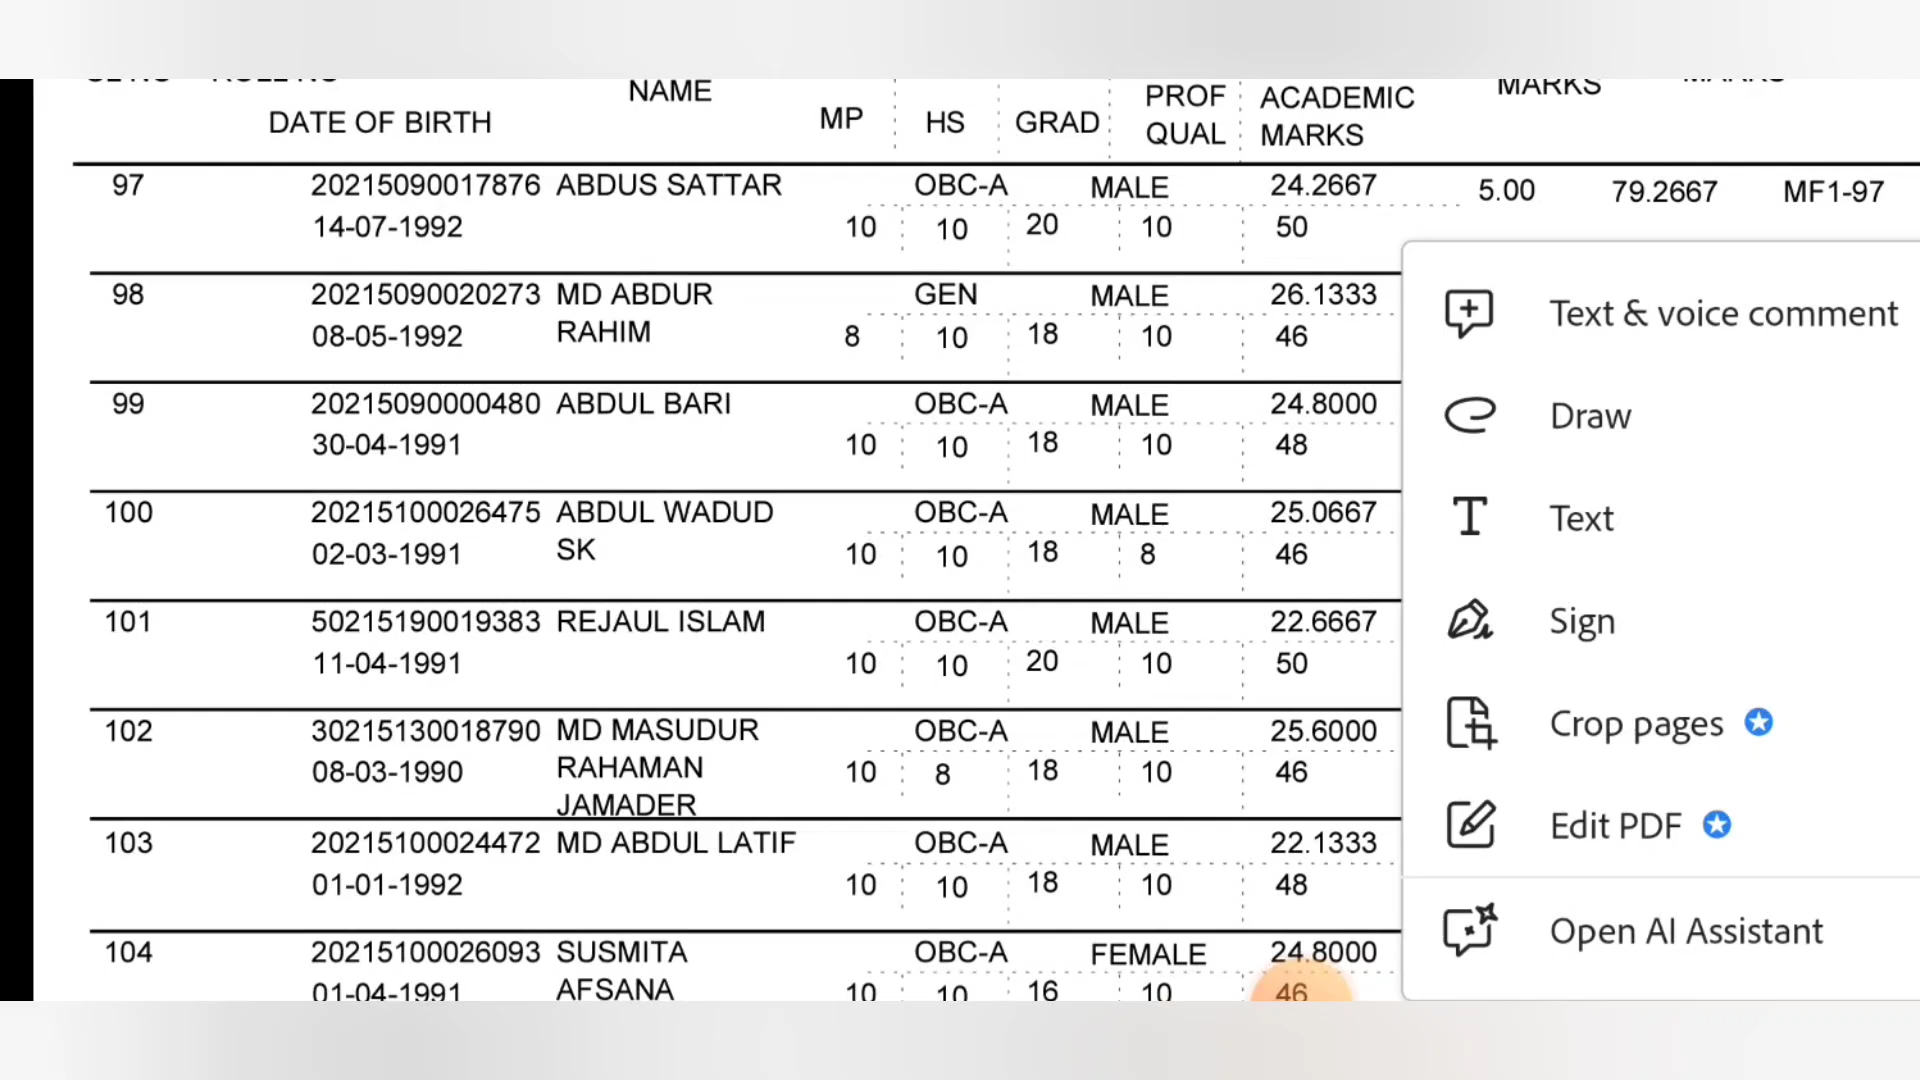 NAME
MARKS
DATE OF BIRTH
MP
HS
GRAD
PROF
QUAL
ACADEMIC
MARKS
97 20215090017876 ABDUS SATTAR OBC-A MALE 24.2667 5.00 79.2667 MF1-97
14-07-1992 10 10 20 10 50
98 20215090020273 MD ABDUR GEN MALE 26.1333
08-05-1992 RAHIM 8 10 18 10 46
99 20215090000480 ABDUL BARI OBC-A MALE 24.8000
30-04-1991 10 10 18 10 48
100 20215100026475 ABDUL WADUD OBC-A MALE 25.0667
02-03-1991 SK 10 10 18 8 46
101 50215190019383 REJAUL ISLAM OBC-A MALE 22.6667
11-04-1991 10 10 20 10 50
102 30215130018790 MD MASUDUR OBC-A MALE 25.6000
08-03-1990 RAHAMAN 10 8 18 10 46
JAMADER
103 20215100024472 MD ABDUL LATIF OBC-A MALE 22.1333
01-01-1992 10 10 18 10 48
104 20215100026093 SUSMITA OBC-A FEMALE 24.8000
01-04-1991 AFSANA 10 10 16 10 46
Text & voice comment
Draw
Text
Sign
Crop pages
Edit PDF
Open AI Assistant